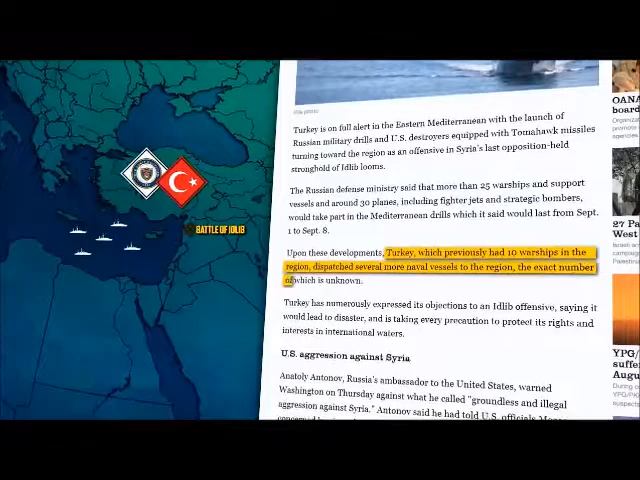 file photo
Turkey is on full alert in the Eastern Mediterranean with the launch of
Russian military drills and U.S. destroyers equipped with Tomahawk missiles
turning toward the region as an offensive in Syria's last opposition-held
stronghold of Idlib looms.
The Russian defense ministry said that more than 25 warships and support
vessels and around 30 planes, including fighter jets and strategic bombers,
would take part in the Mediterranean drills which it said would last from Sept.
1 to Sept. 8.
Upon these developments, Turkey, which previously had 10 warships in the
region, dispatched several more naval vessels to the region, the exact number
of which is unknown.
Turkey has numerously expressed its objections to an Idlib offensive, saying it
would lead to disaster, and is taking every precaution to protect its rights and
interests in international waters.
U.S. aggression against Syria
Anatoly Antonov, Russia's ambassador to the United States, warned
Washington on Thursday against what he called "groundless and illegal
aggression against Syria." Antonov said he had told U.S. officials
BATTLE OF IDLIB
OANA
board
27 Pa
West
YPG/
suffe
Augu